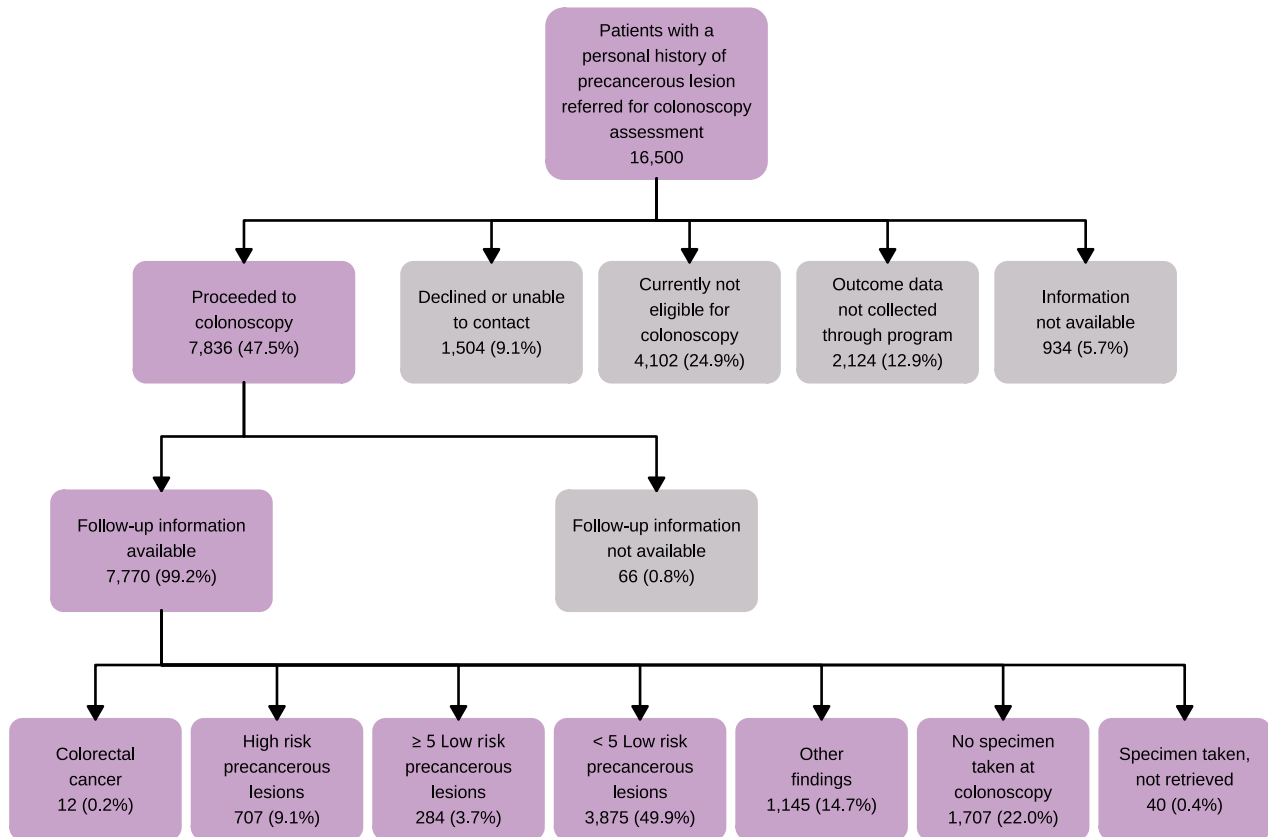 Patients with a
personal history of
precancerous lesion
referred for colonoscopy
assessment
16,500
Proceeded to
colonoscopy
7,836 (47.5%)
Declined or unable
to contact
1,504 (9.1%)
Currently not
eligible for
colonoscopy
4,102 (24.9%)
Outcome data
not collected
through program
2,124 (12.9%)
Information
not available
934 (5.7%)
Follow-up information
available
7,770 (99.2%)
Follow-up information
not available
66 (0.8%)
Colorectal
cancer
12 (0.2%)
High risk
precancerous
lesions
707 (9.1%)
≥ 5 Low risk
precancerous
lesions
284 (3.7%)
< 5 Low risk
precancerous
lesions
3,875 (49.9%)
Other
findings
1,145 (14.7%)
No specimen
taken at
colonoscopy
1,707 (22.0%)
Specimen taken,
not retrieved
40 (0.4%)